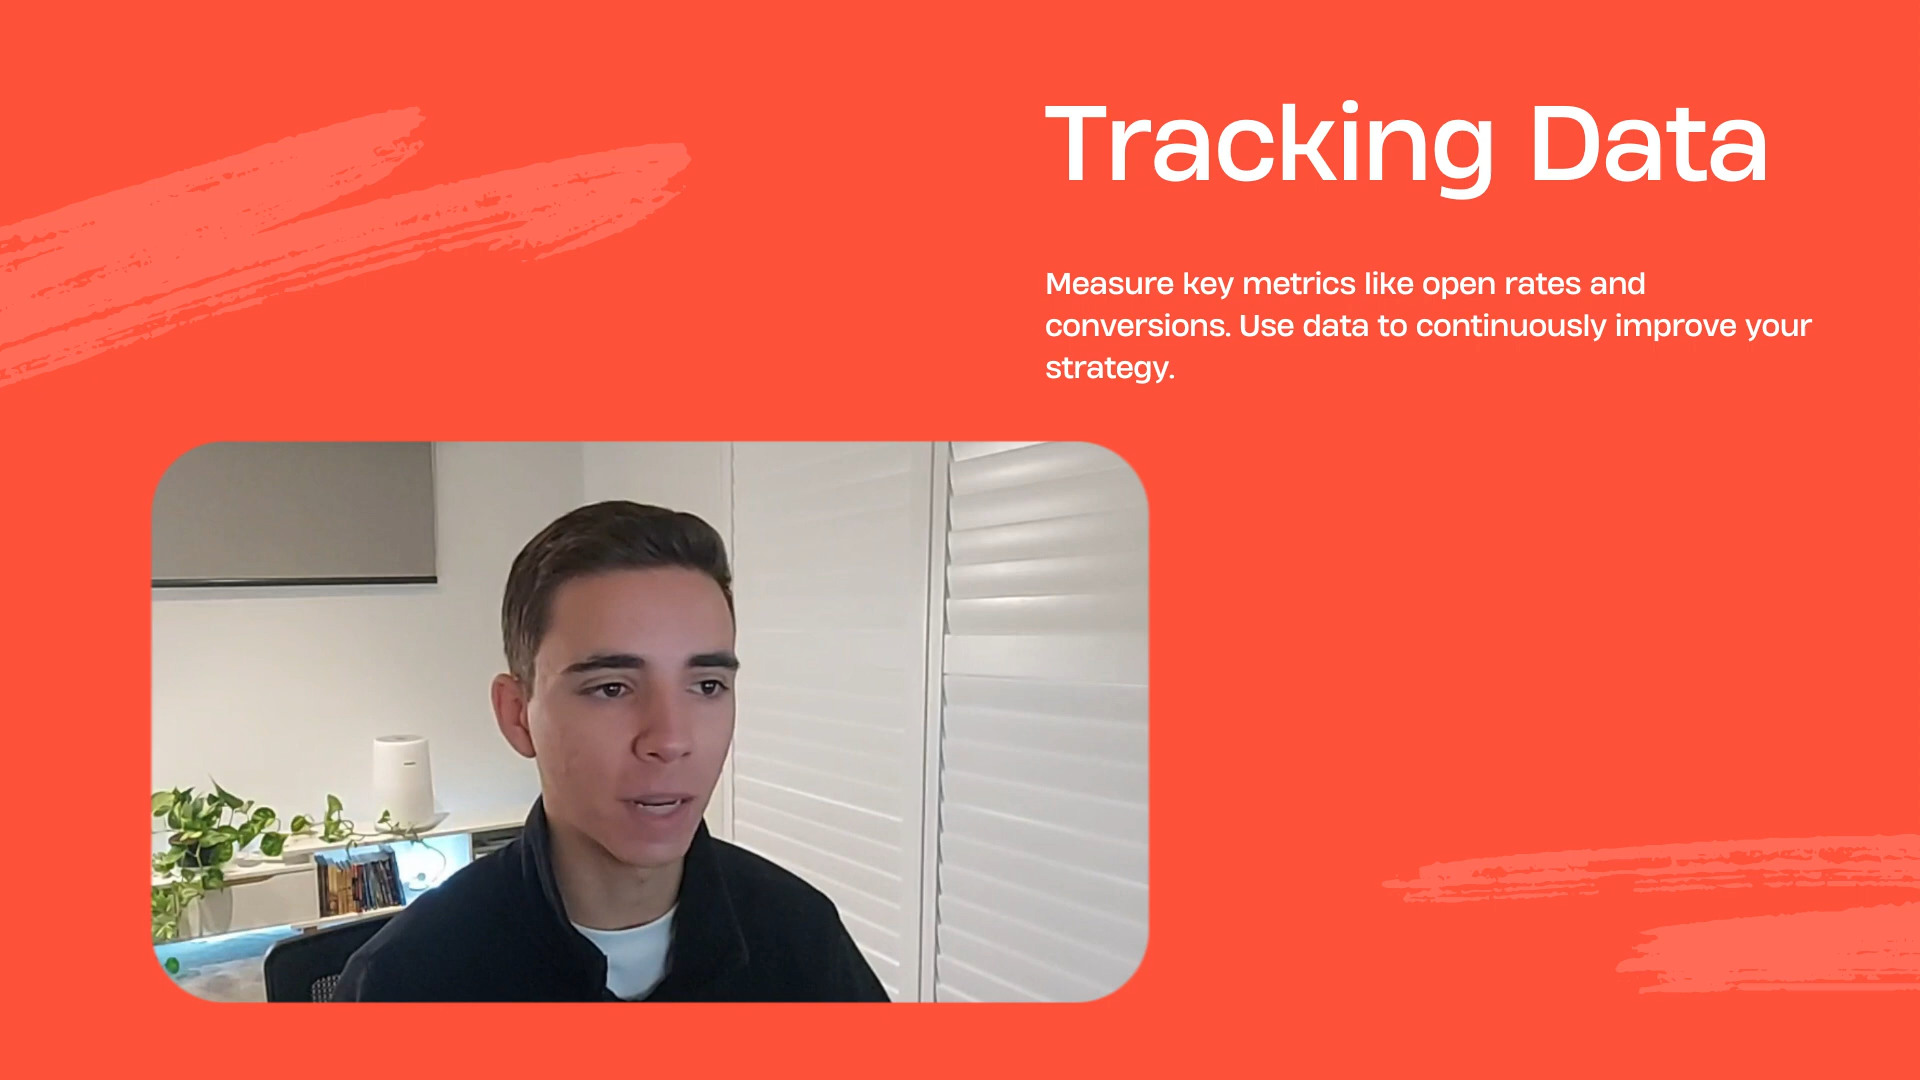 Tracking Data
Measure key metrics like open rates and
conversions. Use data to continuously improve your
strategy.